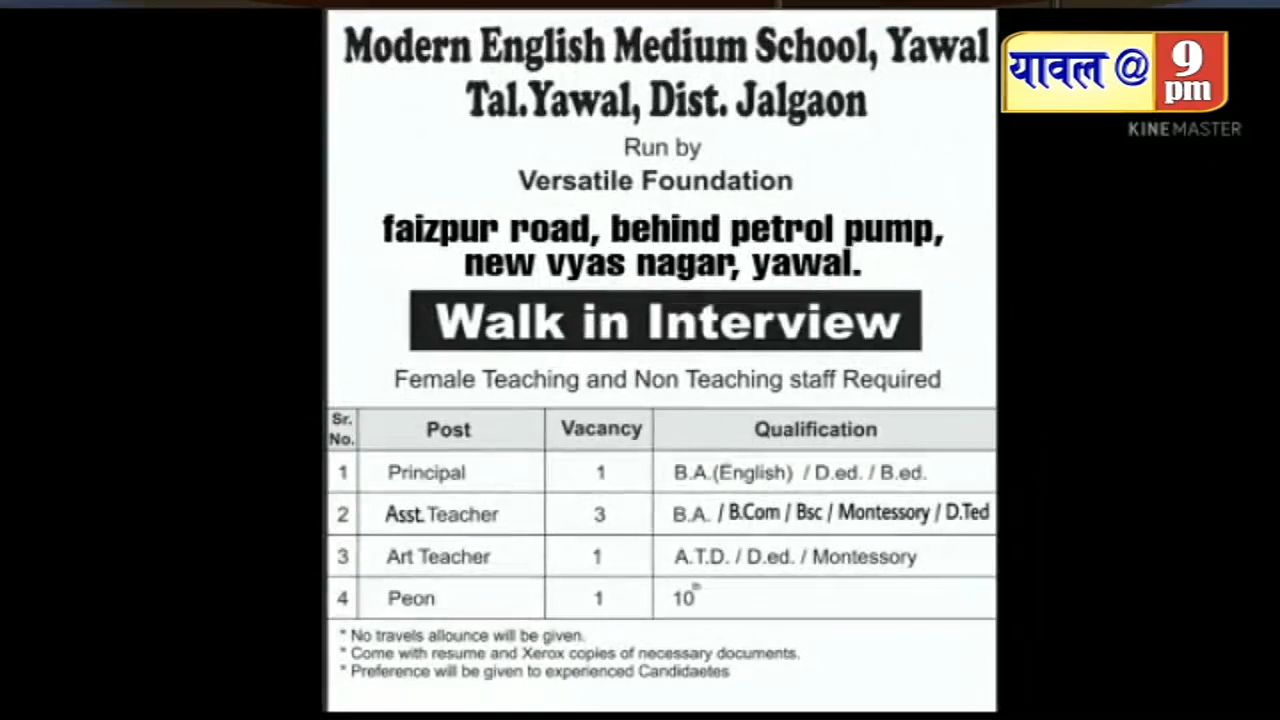 Modern English Medium School, Yawal
Tal.Yawal, Dist. Jalgaon
Run by
Versatile Foundation
faizpur road, behind petrol pump,
new vyas nagar, yawal.
Walk in Interview
Female Teaching and Non Teaching staff Required
Sr. No. Post Vacancy Qualification
1 Principal 1 B.A.(English) / D.ed. / B.ed.
2 Asst. Teacher 3 B.A. / B.Com / Bsc / Montessory / D.Ted
3 Art Teacher 1 A.T.D. / D.ed. / Montessory
4 Peon 1 10th
* No travels allounce will be given.
* Come with resume and Xerox copies of necessary documents.
* Preference will be given to experienced Candidaetes
यावल @ 9 pm
KINEMASTER